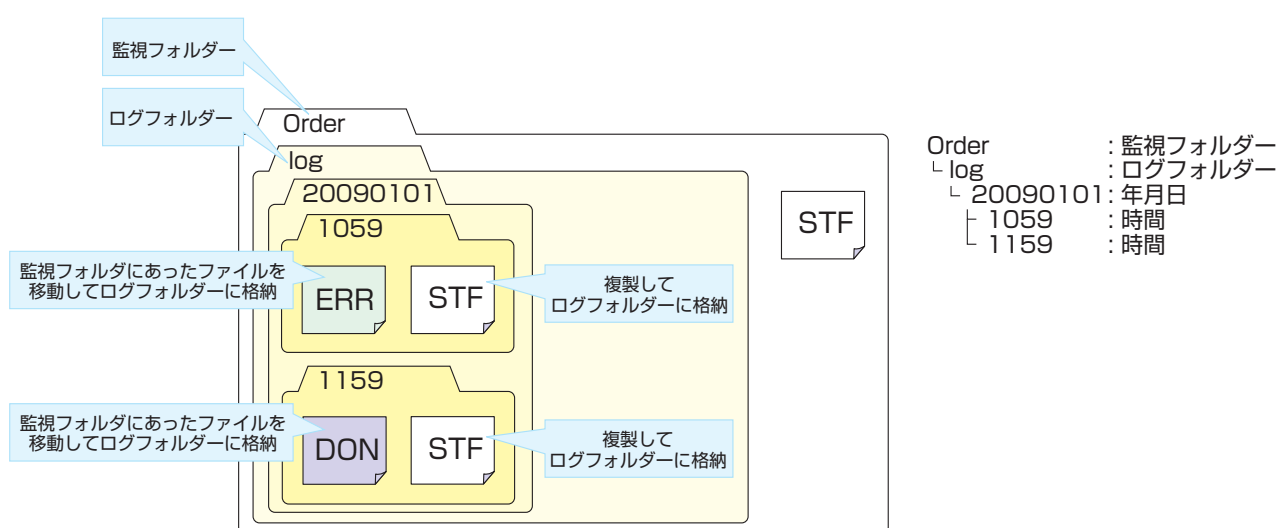 監視フォルダー
ログフォルダー
Order
log
20090101
1059
監視フォルダにあったファイルを
移動してログフォルダーに格納
ERR
STF
複製して
ログフォルダーに格納
1159
監視フォルダにあったファイルを
移動してログフォルダーに格納
DON
STF
複製して
ログフォルダーに格納
STF
Order : 監視フォルダー
└ log : ログフォルダー
└ 20090101 : 年月日
├ 1059 : 時間
└ 1159 : 時間